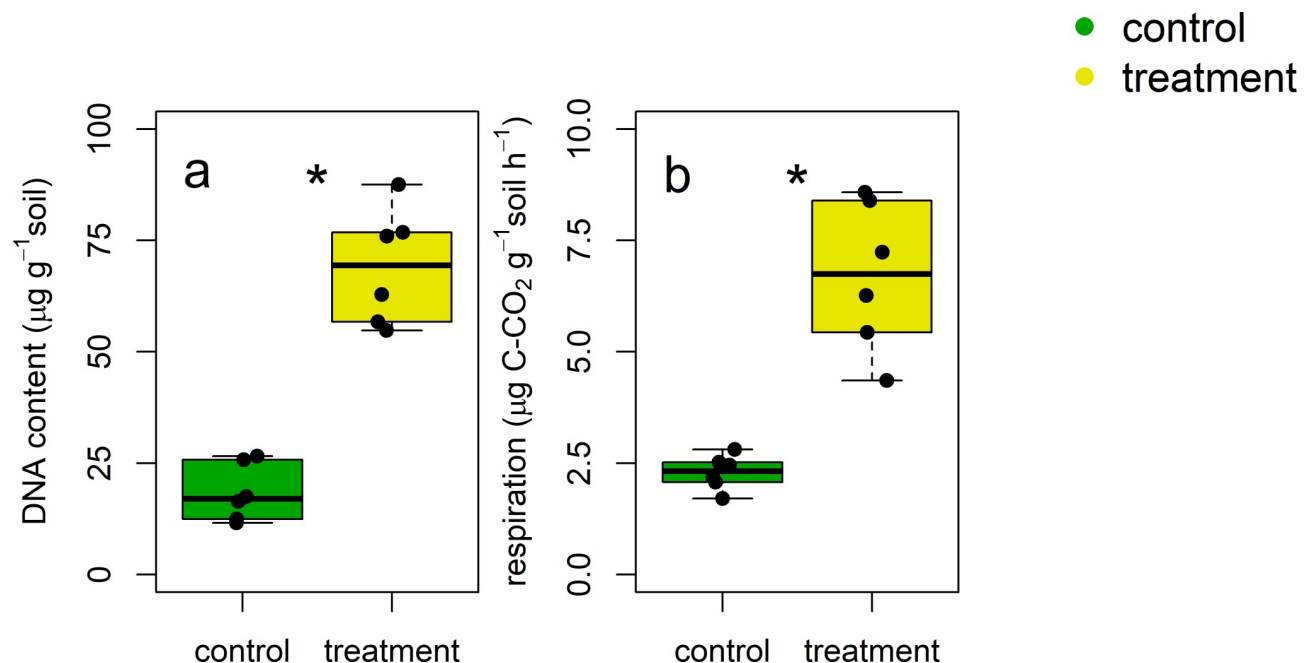 control
treatment
DNA content (μg g⁻¹soil)
100
75
50
25
0
a
*
control
treatment
respiration (μg C-CO₂ g⁻¹soil h⁻¹)
10.0
7.5
5.0
2.5
0.0
b
*
control
treatment